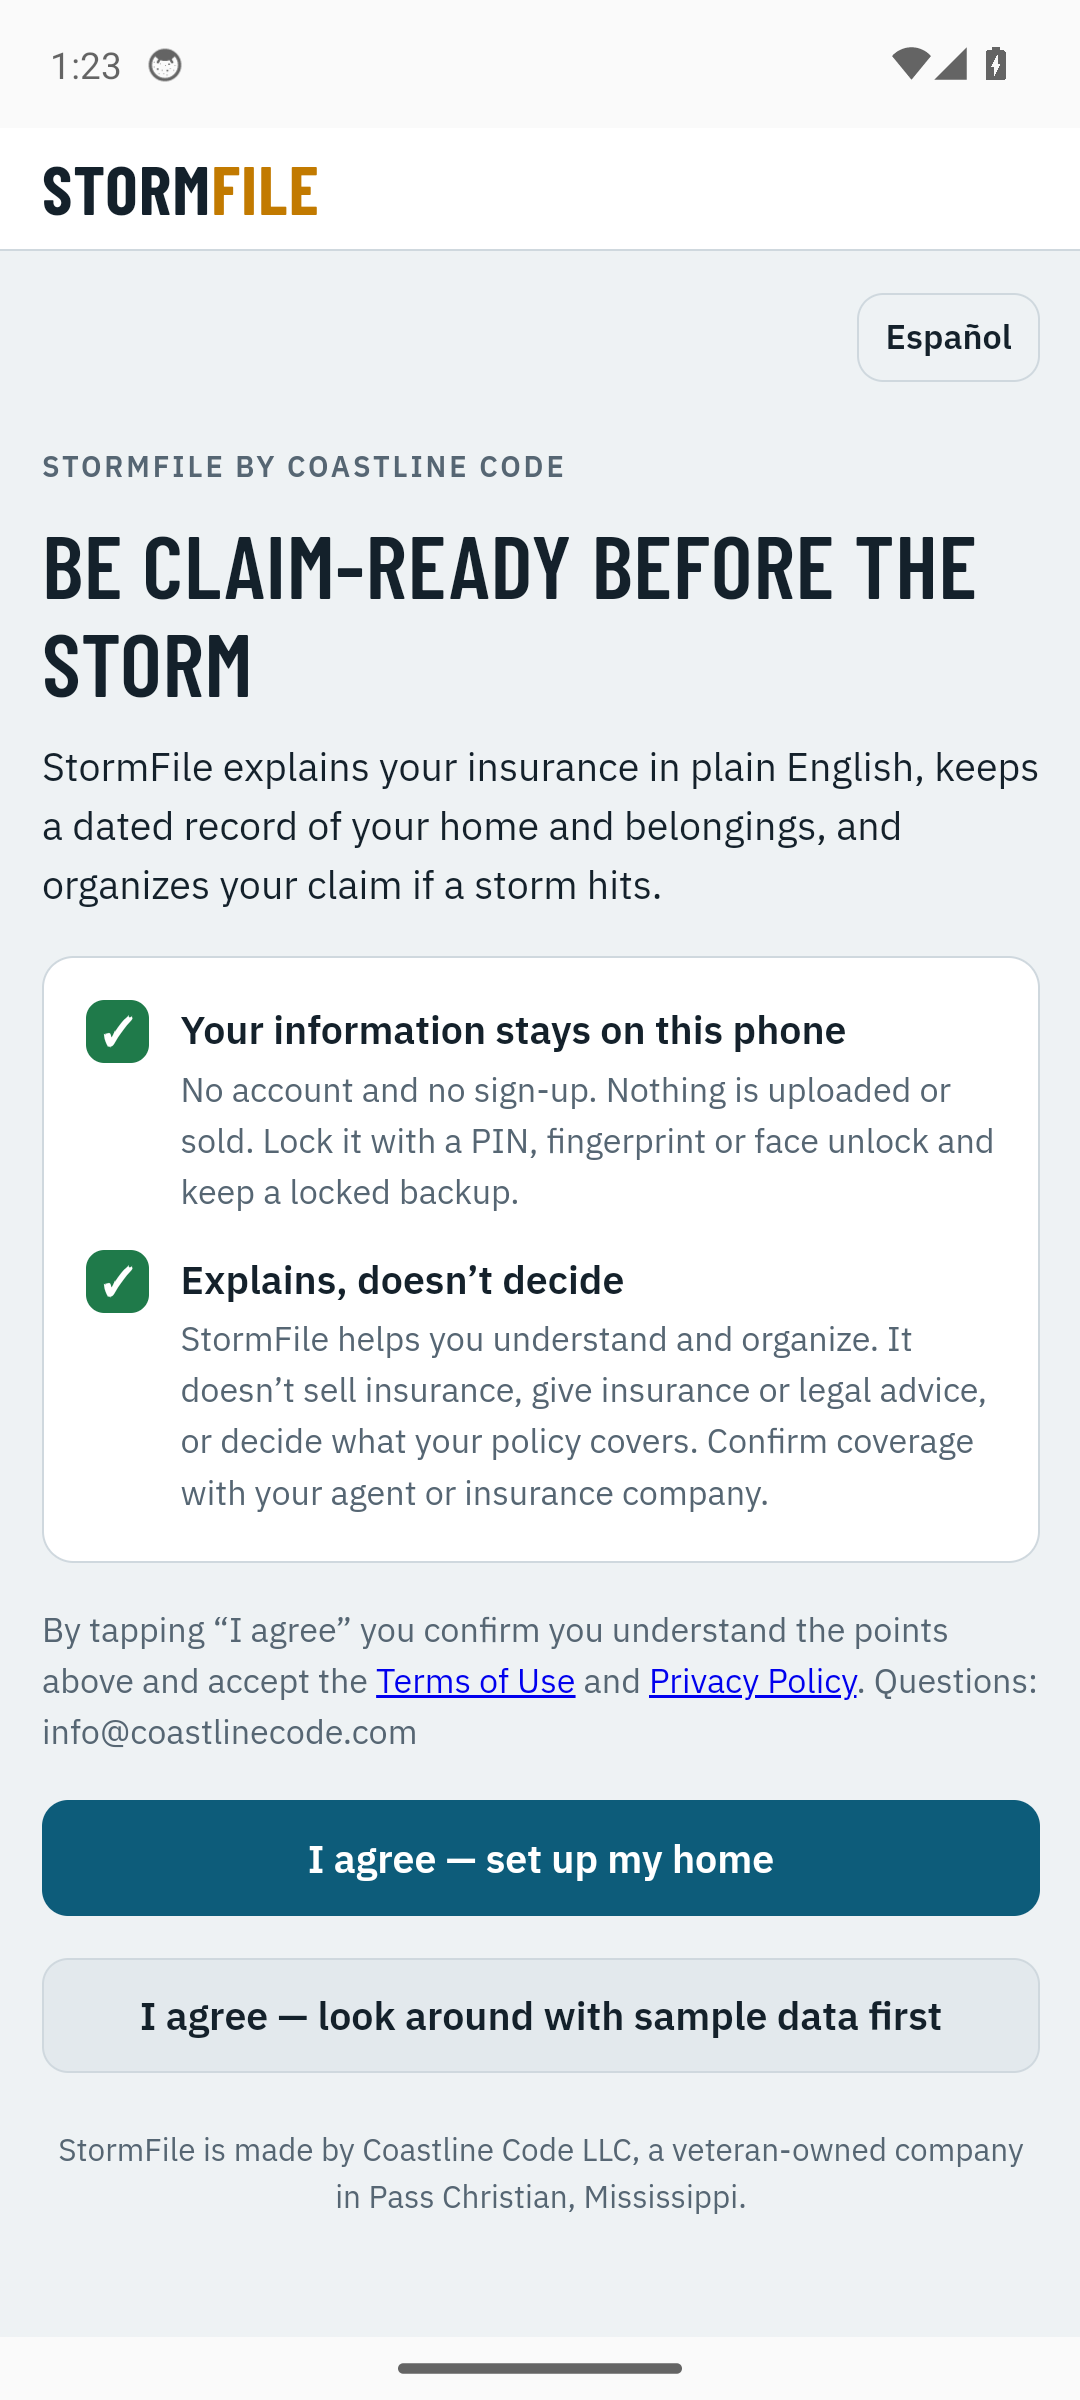 1:23
STORMFILE
Español
STORMFILE BY COASTLINE CODE
BE CLAIM-READY BEFORE THE
STORM
StormFile explains your insurance in plain English, keeps
a dated record of your home and belongings, and
organizes your claim if a storm hits.
Your information stays on this phone
No account and no sign-up. Nothing is uploaded or
sold. Lock it with a PIN, fingerprint or face unlock and
keep a locked backup.
Explains, doesn’t decide
StormFile helps you understand and organize. It
doesn’t sell insurance, give insurance or legal advice,
or decide what your policy covers. Confirm coverage
with your agent or insurance company.
By tapping “I agree” you confirm you understand the points
above and accept the Terms of Use and Privacy Policy. Questions:
info@coastlinecode.com
I agree — set up my home
I agree — look around with sample data first
StormFile is made by Coastline Code LLC, a veteran-owned company
in Pass Christian, Mississippi.